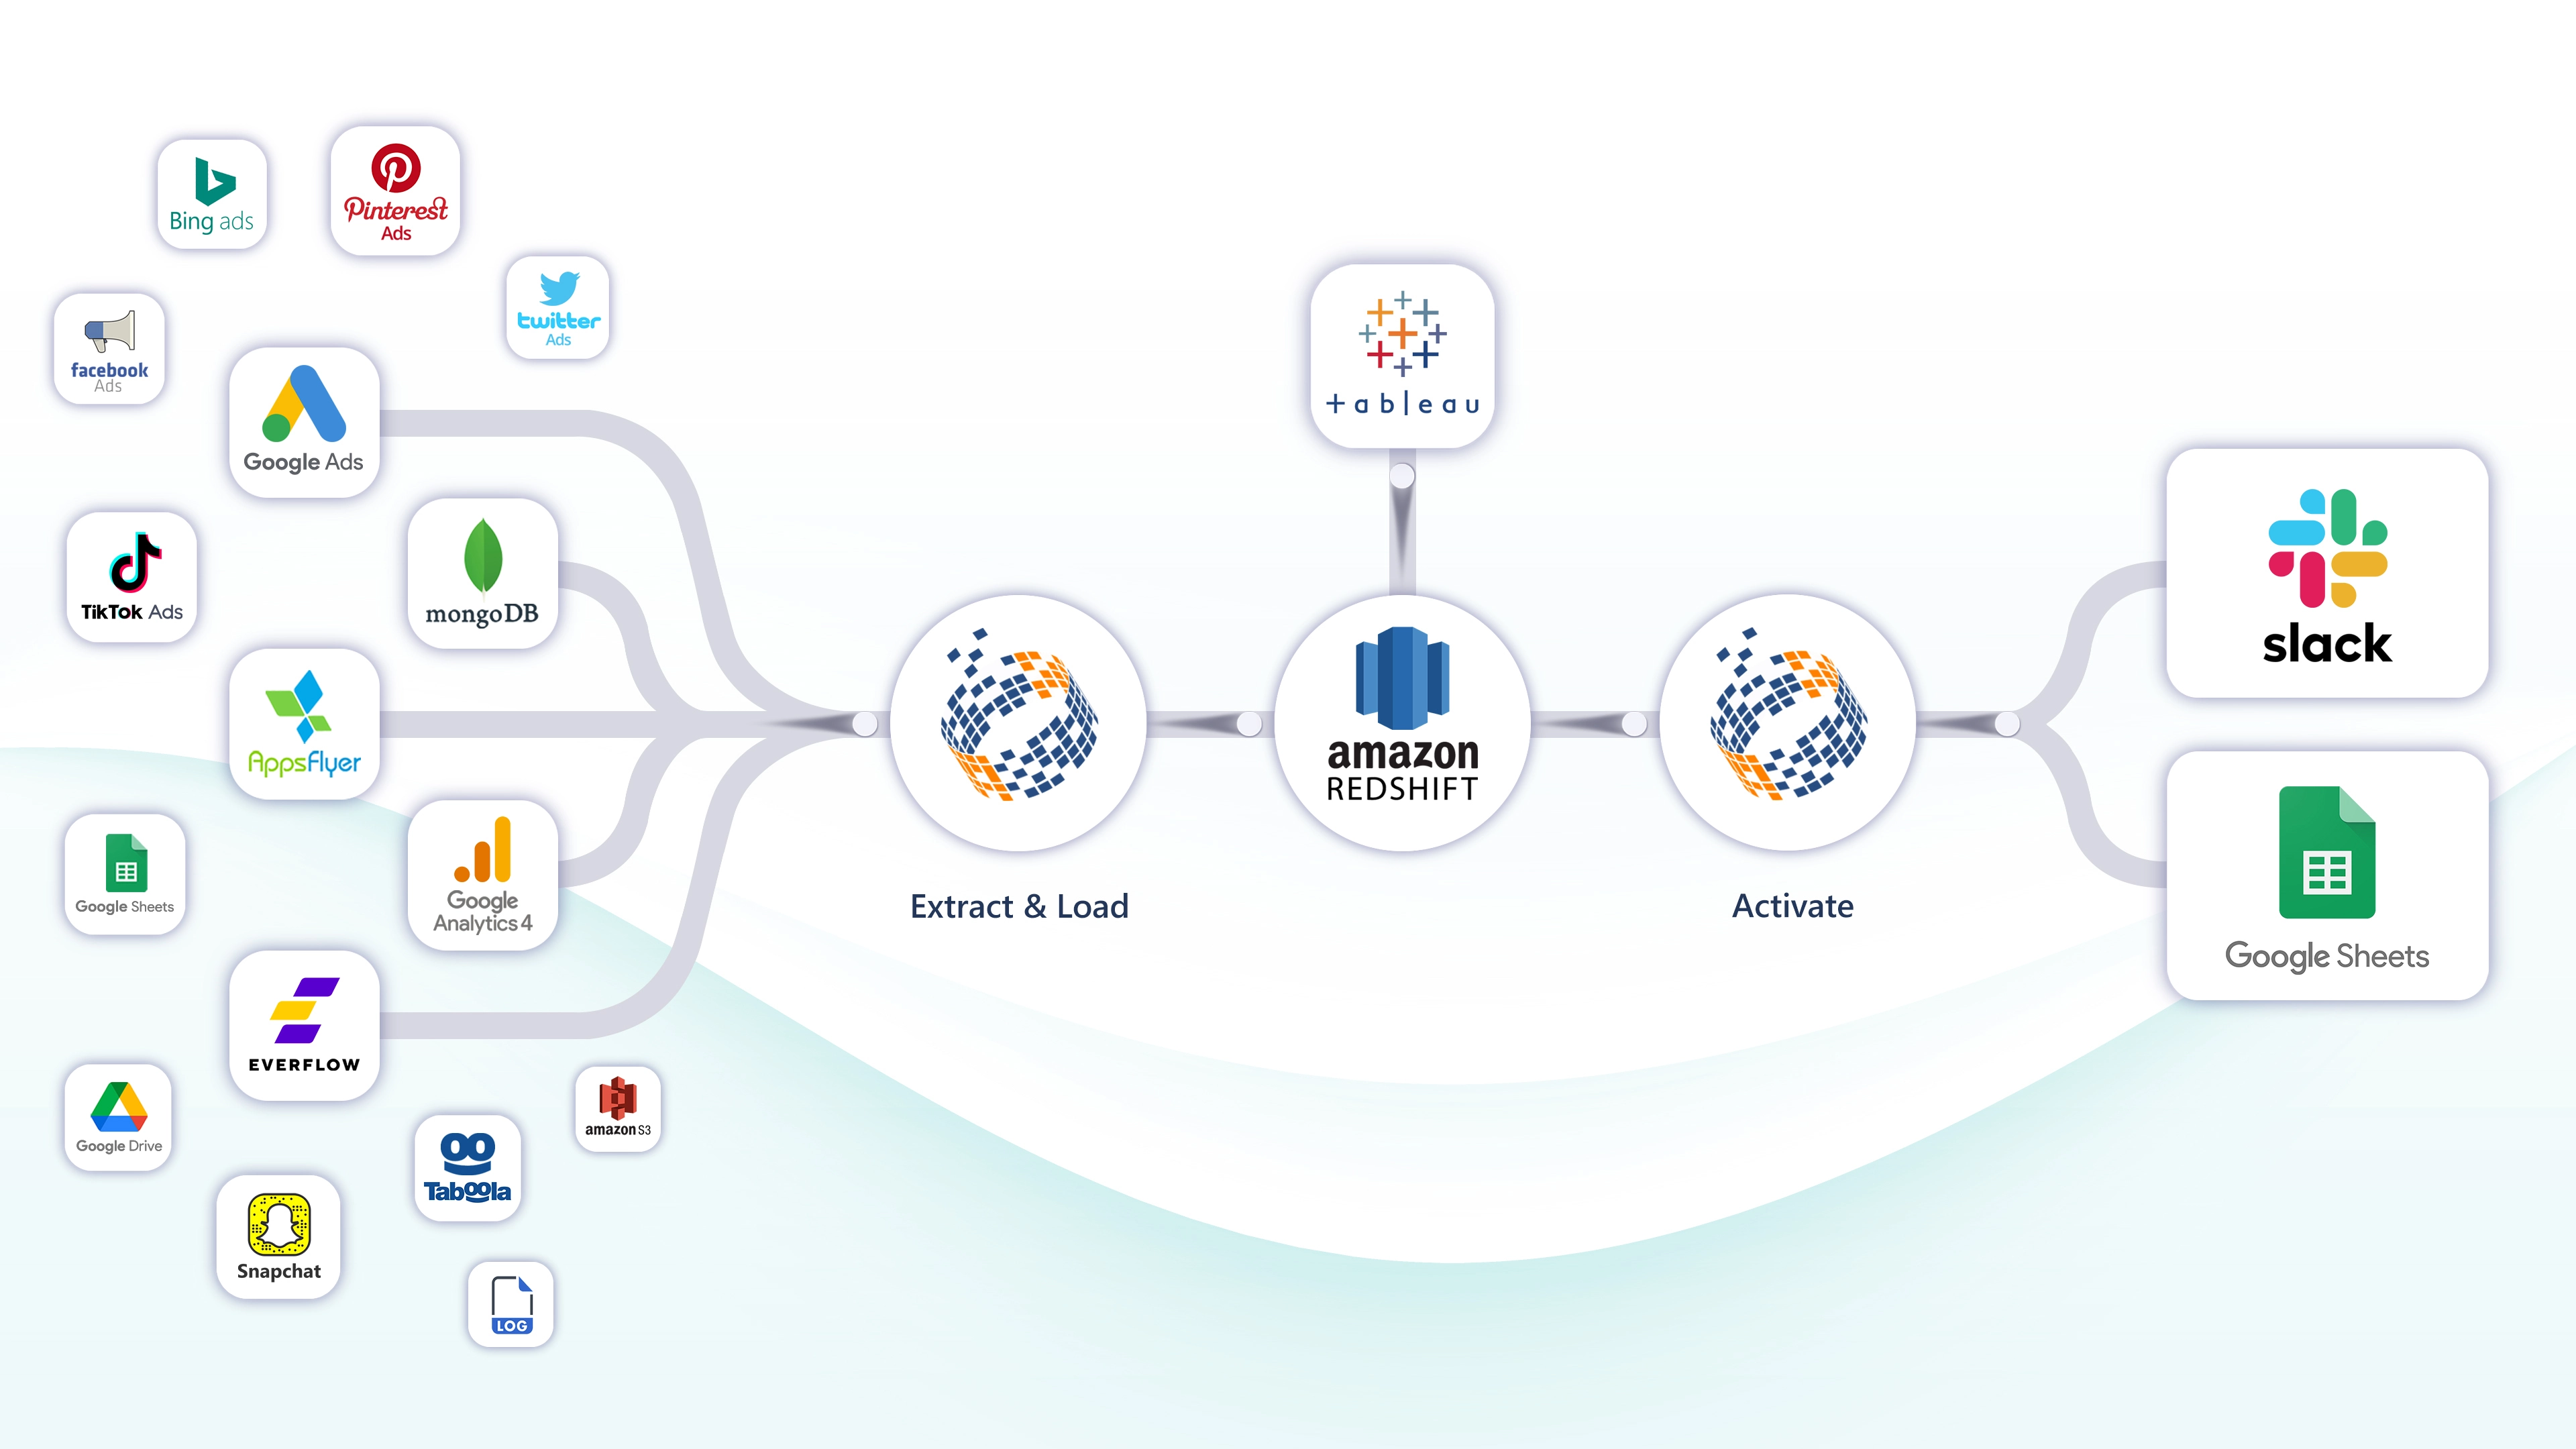 Bing ads
Pinterest
Ads
twitter
Ads
facebook
Ads
Google Ads
TikTok Ads
mongoDB
AppsFlyer
Google Sheets
Google
Analytics 4
EVERFLOW
Google Drive
amazon S3
Taboola
Snapchat
LOG
Extract & Load
+ableau
amazon
REDSHIFT
Activate
slack
Google Sheets